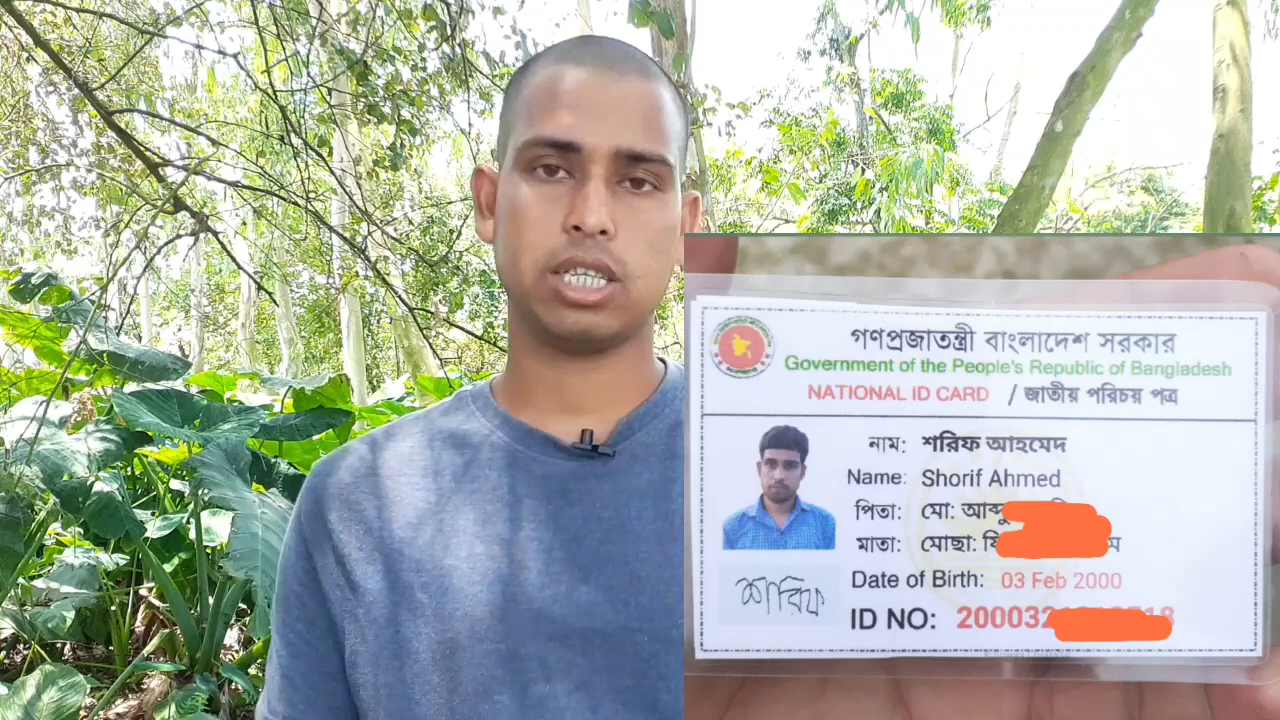 গণপ্রজাতন্ত্রী বাংলাদেশ সরকার
Government of the People's Republic of Bangladesh
NATIONAL ID CARD / জাতীয় পরিচয় পত্র
নাম: শরিফ আহমেদ
Name: Shorif Ahmed
পিতা: মো:
মাতা: মোছা:
Date of Birth: 03 Feb 2000
ID NO:
শরিফ